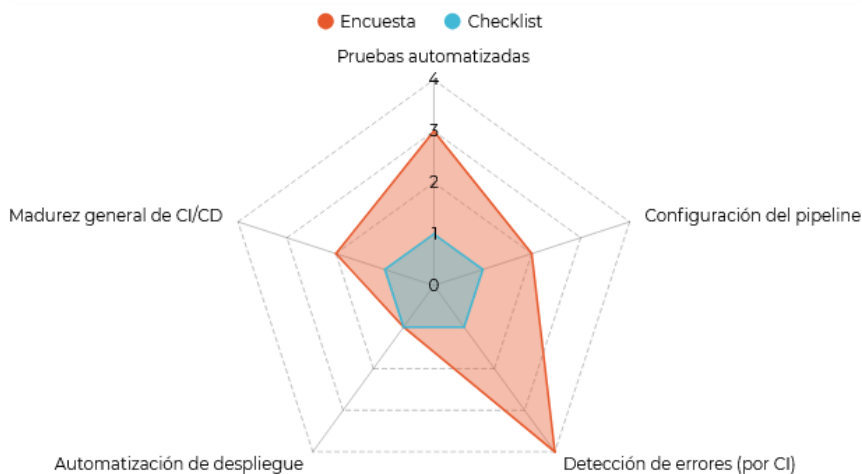 Encuesta Checklist
Pruebas automatizadas
4
3
Madurez general de CI/CD
2
Configuración del pipeline
1
0
Automatización de despliegue
Detección de errores (por CI)